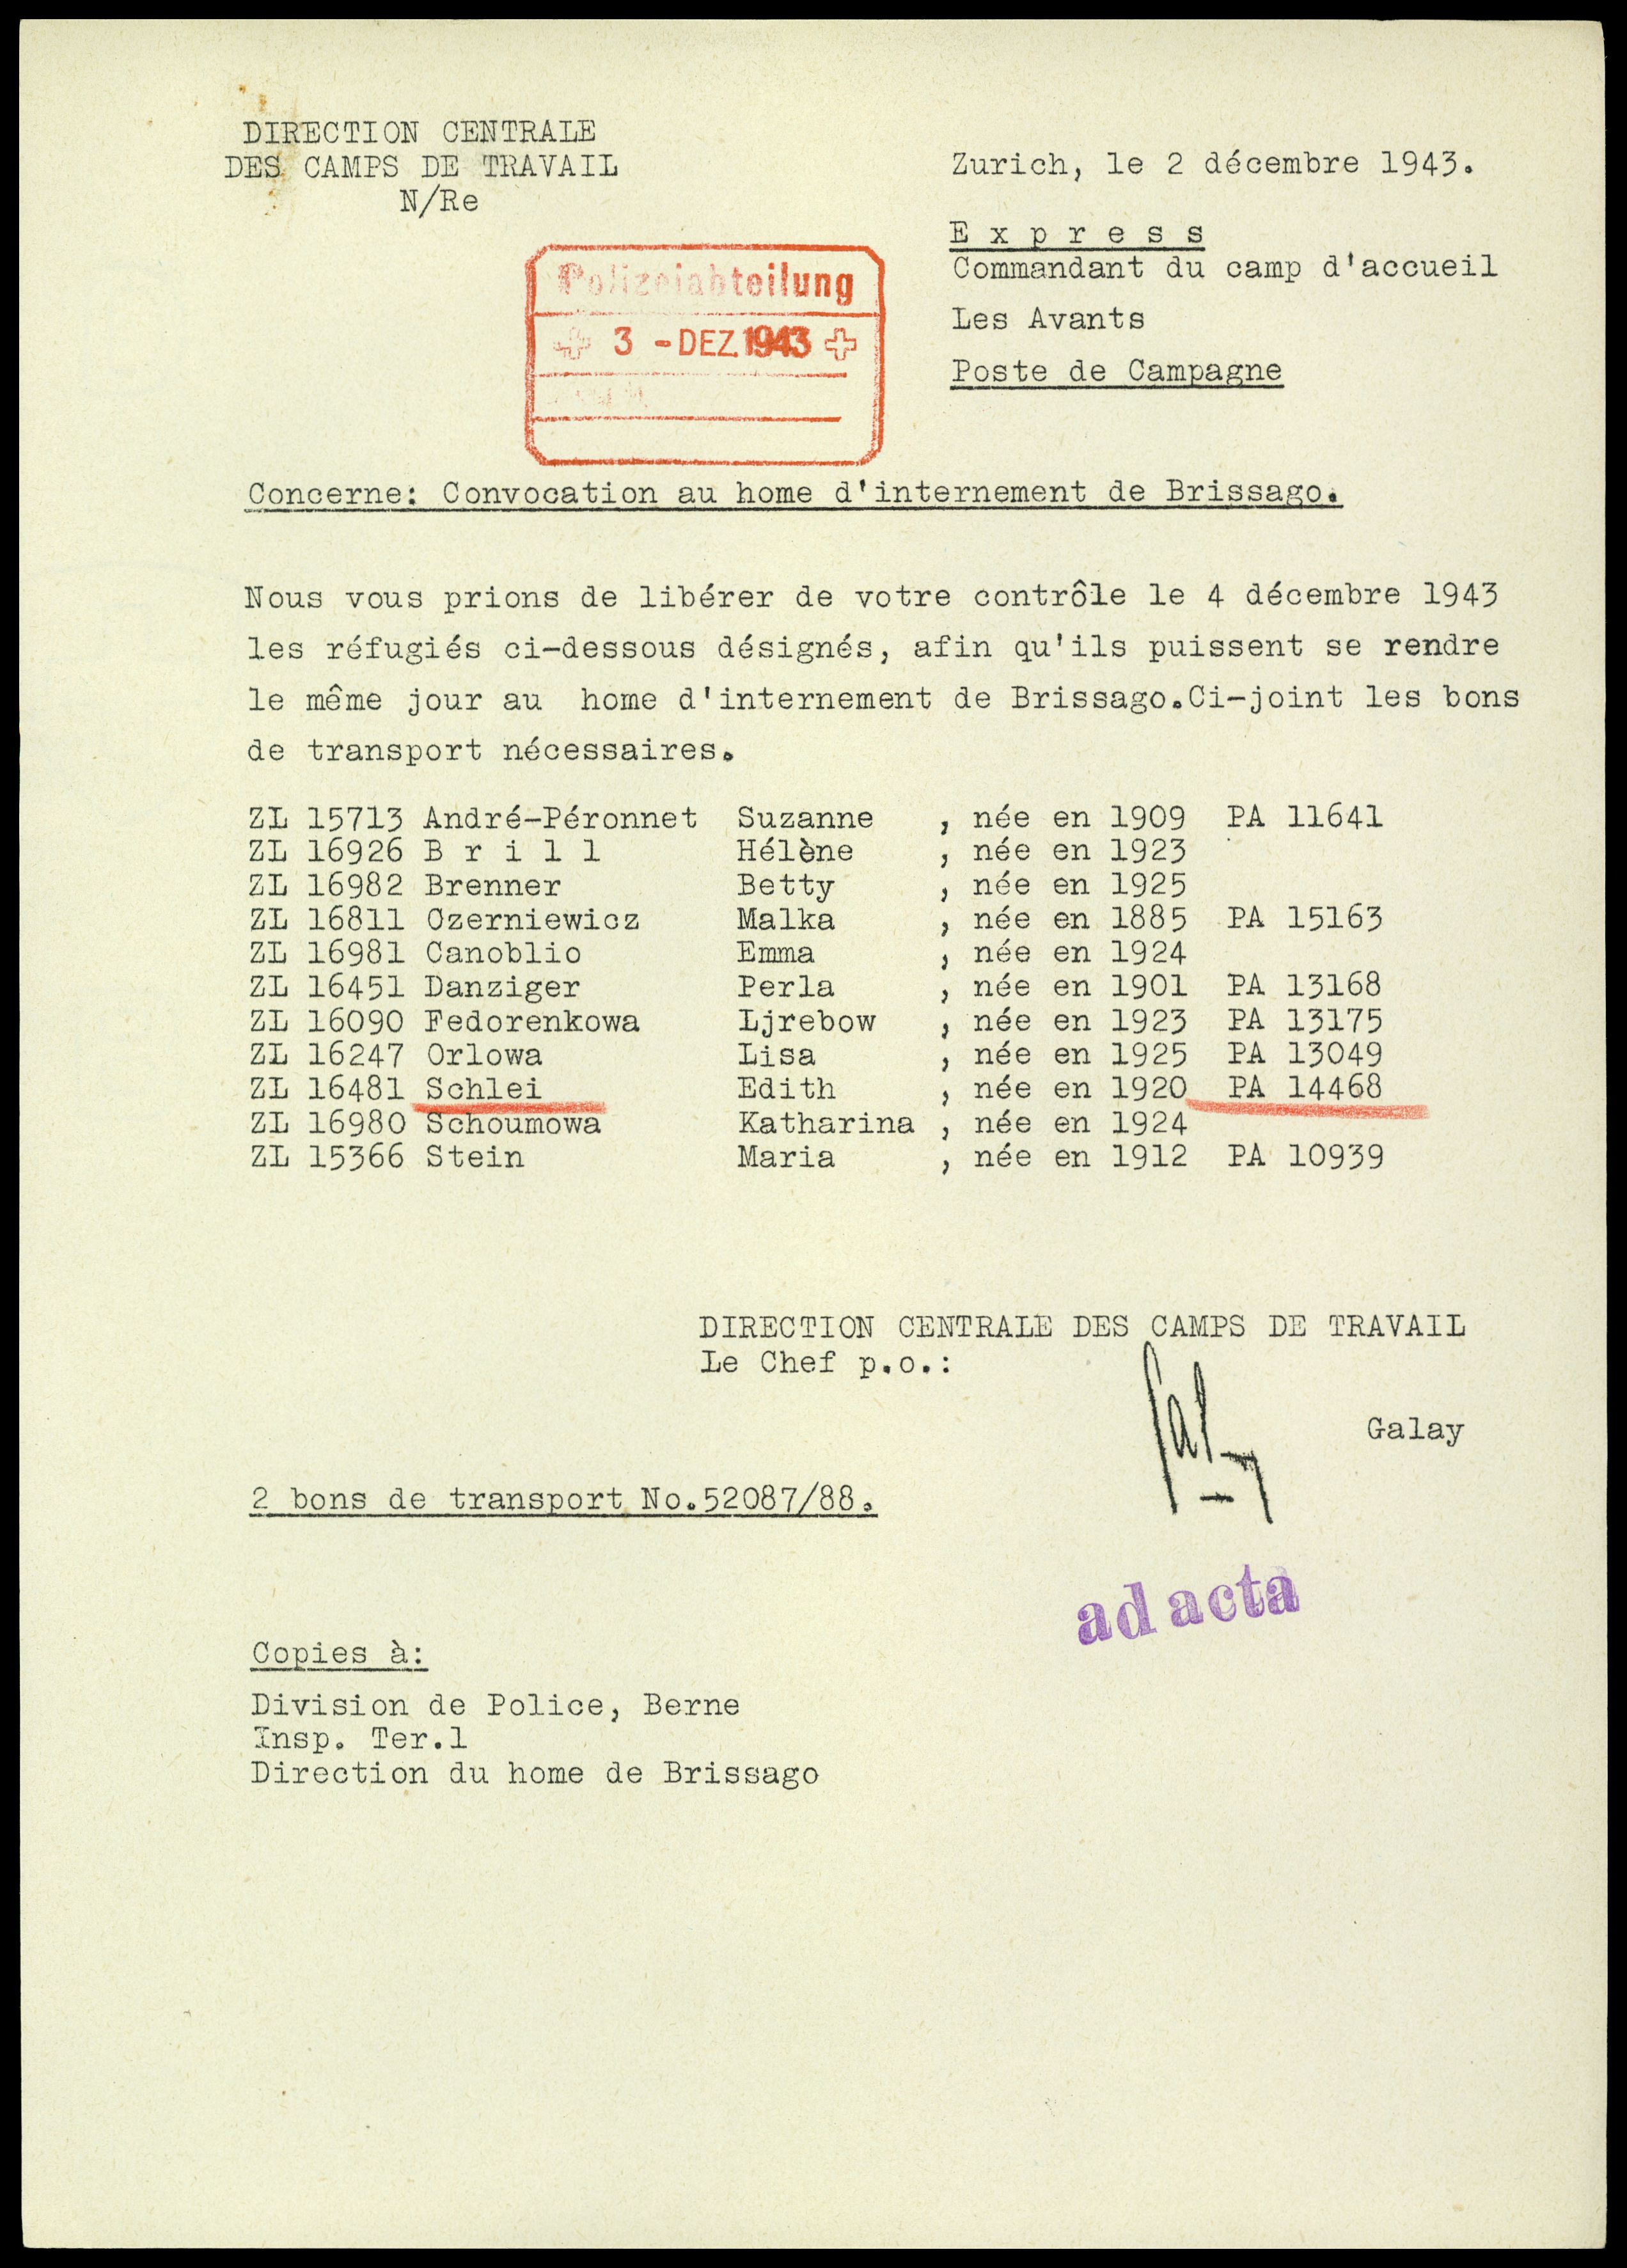 DIRECTION CENTRALE
DES CAMPS DE TRAVAIL
N/Re
Zurich, le 2 décembre 1943.
E x p r e s s
Commandant du camp d'accueil
Les Avants
Poste de Campagne
Polizeiabteilung
3 - DEZ. 1943
Concerne: Convocation au home d'internement de Brissago.
Nous vous prions de libérer de votre contrôle le 4 décembre 1943
les réfugiés ci-dessous désignés, afin qu'ils puissent se rendre
le même jour au home d'internement de Brissago.Ci-joint les bons
de transport nécessaires.
ZL 15713 André-Péronnet Suzanne , née en 1909 PA 11641
ZL 16926 B r i l l Hélène , née en 1923
ZL 16982 Brenner Betty , née en 1925
ZL 16811 Czerniewicz Malka , née en 1885 PA 15163
ZL 16981 Canoblio Emma , née en 1924
ZL 16451 Danziger Perla , née en 1901 PA 13168
ZL 16090 Fedorenkowa Ljrebow , née en 1923 PA 13175
ZL 16247 Orlowa Lisa , née en 1925 PA 13049
ZL 16481 Schlei Edith , née en 1920 PA 14468
ZL 16980 Schoumowa Katharina , née en 1924
ZL 15366 Stein Maria , née en 1912 PA 10939
DIRECTION CENTRALE DES CAMPS DE TRAVAIL
Le Chef p.o.:
Galay
2 bons de transport No.52087/88.
ad acta
Copies à:
Division de Police, Berne
Insp. Ter.1
Direction du home de Brissago